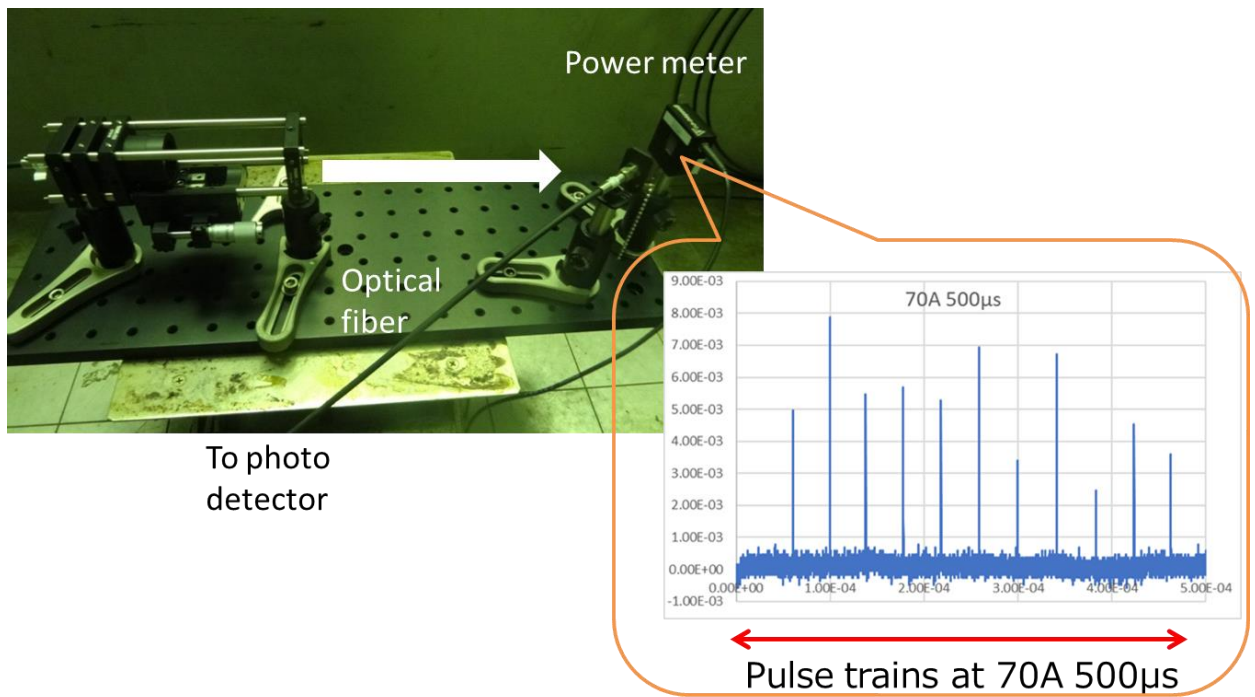 Power meter
Optical
fiber
To photo
detector
70A 500µs
9.00E-03
8.00E-03
7.00E-03
6.00E-03
5.00E-03
4.00E-03
3.00E-03
2.00E-03
1.00E-03
0.00E+00
-1.00E-03
0.00E+00
1.00E-04
2.00E-04
3.00E-04
4.00E-04
5.00E-04
Pulse trains at 70A 500µs